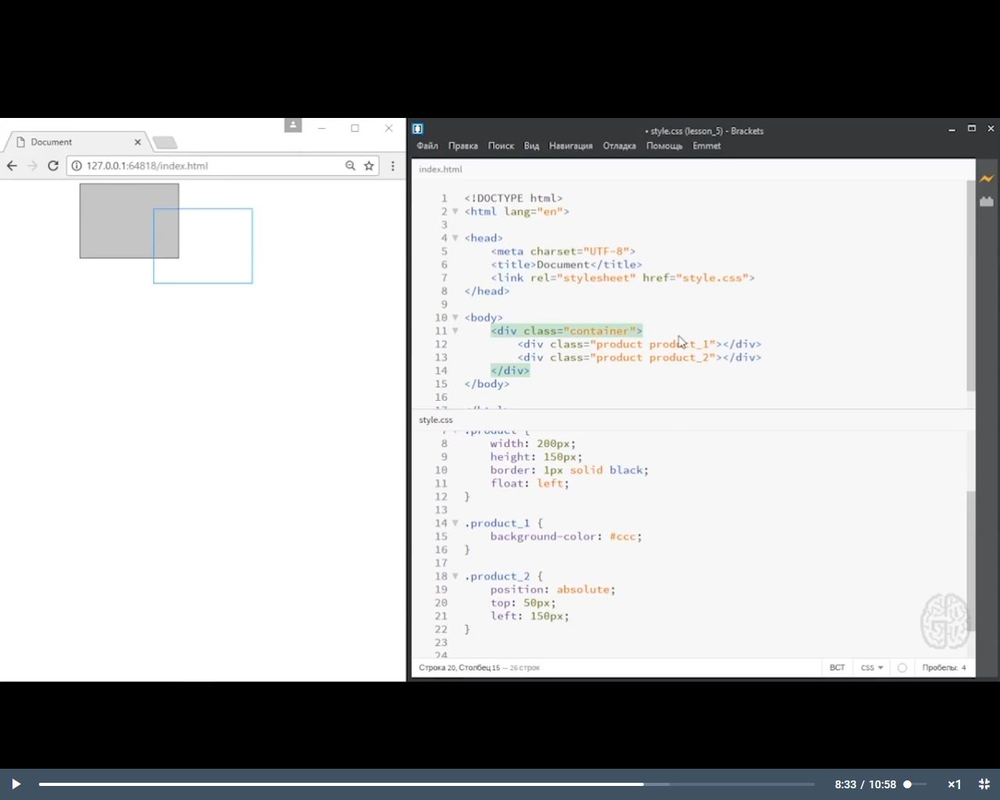 Document
127.0.0.1:64818/index.html
• style.css (lesson_5) - Brackets
Файл Правка Поиск Вид Навигация Отладка Помощь Emmet
index.html
1 <!DOCTYPE html>
2 <html lang="en">
3
4 <head>
5 <meta charset="UTF-8">
6 <title>Document</title>
7 <link rel="stylesheet" href="style.css">
8 </head>
9
10 <body>
11 <div class="container">
12 <div class="product product_1"></div>
13 <div class="product product_2"></div>
14 </div>
15 </body>
16
17 </html>
style.css
7 .product {
8 width: 200px;
9 height: 150px;
10 border: 1px solid black;
11 float: left;
12 }
13
14 .product_1 {
15 background-color: #ccc;
16 }
17
18 .product_2 {
19 position: absolute;
20 top: 50px;
21 left: 150px;
22 }
23
24
Строка 20, Столбец 15 — 26 строк
ВСТ CSS Пробелы: 4
8:33 / 10:58 ×1